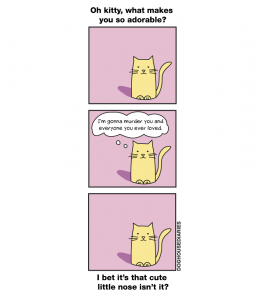 Oh kitty, what makes
you so adorable?
I'm gonna murder you and
everyone you ever loved.
DOGHOUSEDIARIES
I bet it's that cute
little nose isn't it?